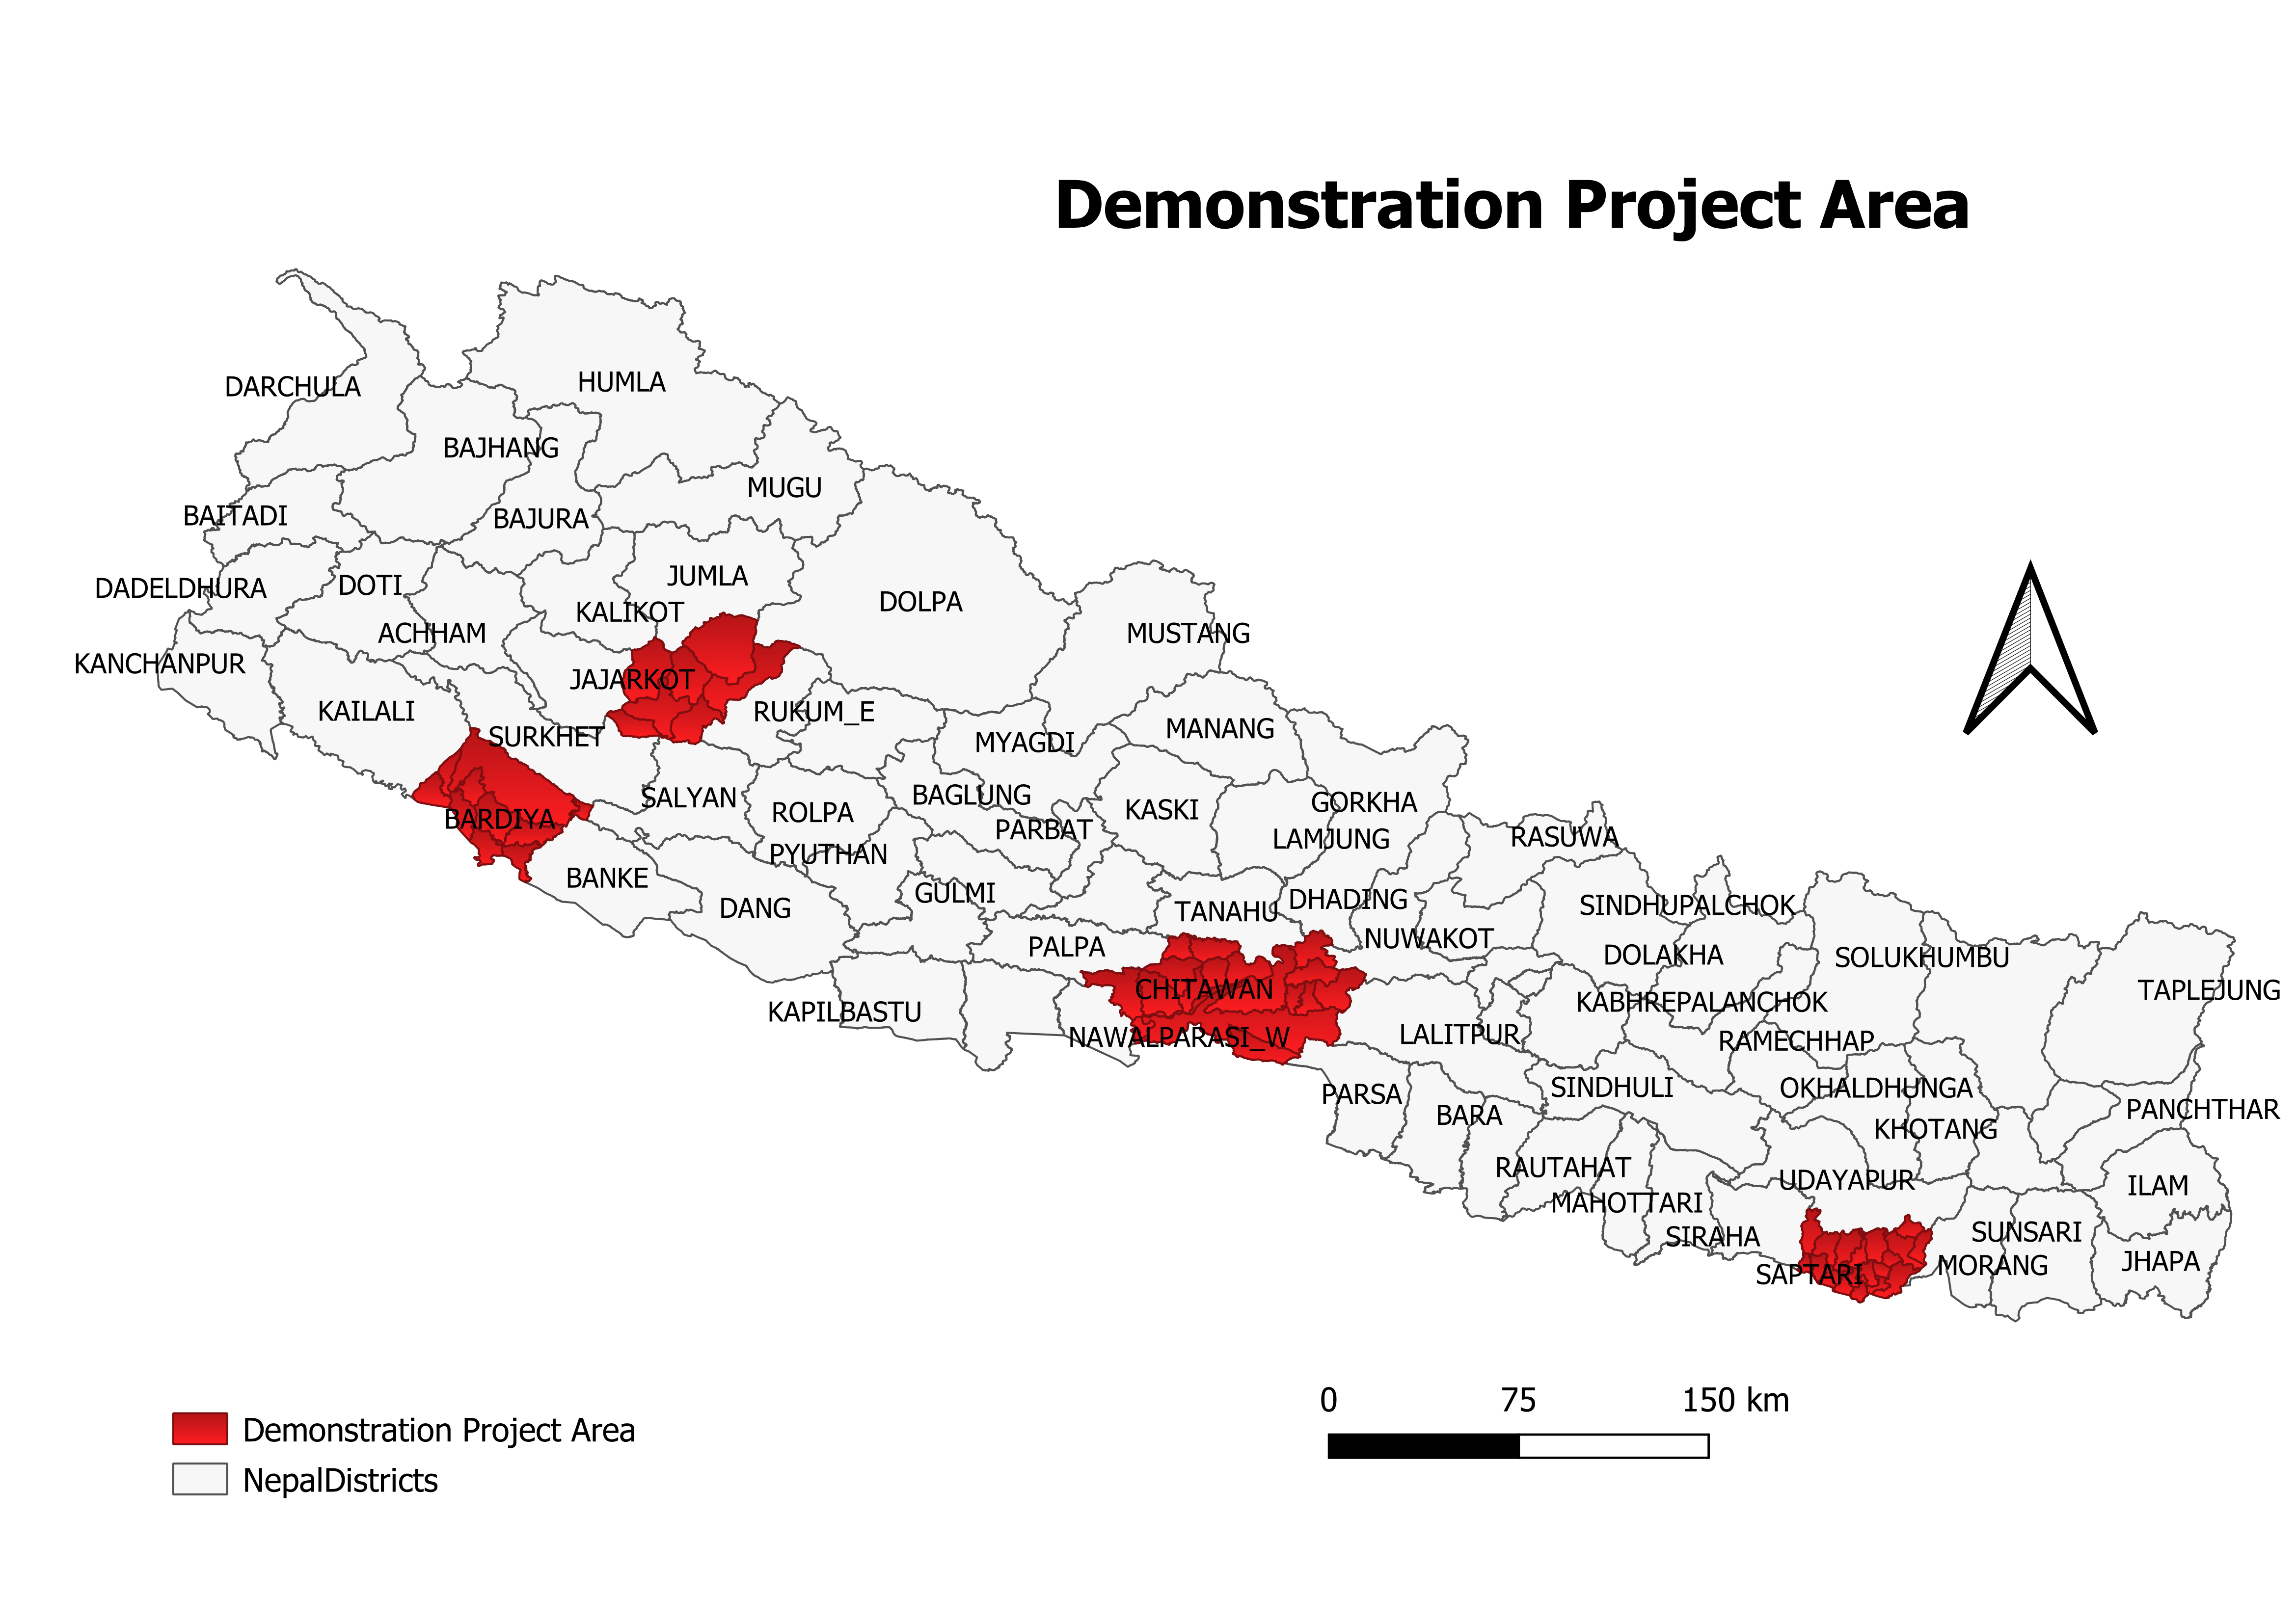 Demonstration Project Area
DARCHULA
HUMLA
BAJHANG
MUGU
BAITADI
BAJURA
JUMLA
DADELDHURA
DOTI
KALIKOT
DOLPA
ACHHAM
MUSTANG
KANCHANPUR
JAJARKOT
KAILALI
RUKUM_E
SURKHET
MYAGDI
MANANG
SALYAN
BAGLUNG
ROLPA
KASKI
GORKHA
BARDIYA
PARBAT
LAMJUNG
RASUWA
PYUTHAN
BANKE
GULMI
DANG
TANAHU
DHADING
SINDHUPALCHOK
NUWAKOT
PALPA
DOLAKHA
SOLUKHUMBU
CHITAWAN
TAPLEJUNG
KAPILBASTU
KABHREPALANCHOK
NAWALPARASI_W
LALITPUR
RAMECHHAP
PARSA
SINDHULI
OKHALDHUNGA
BARA
PANCHTHAR
KHOTANG
RAUTAHAT
UDAYAPUR
ILAM
MAHOTTARI
SIRAHA
SUNSARI
SAPTARI
MORANG
JHAPA
0 75 150 km
Demonstration Project Area
NepalDistricts